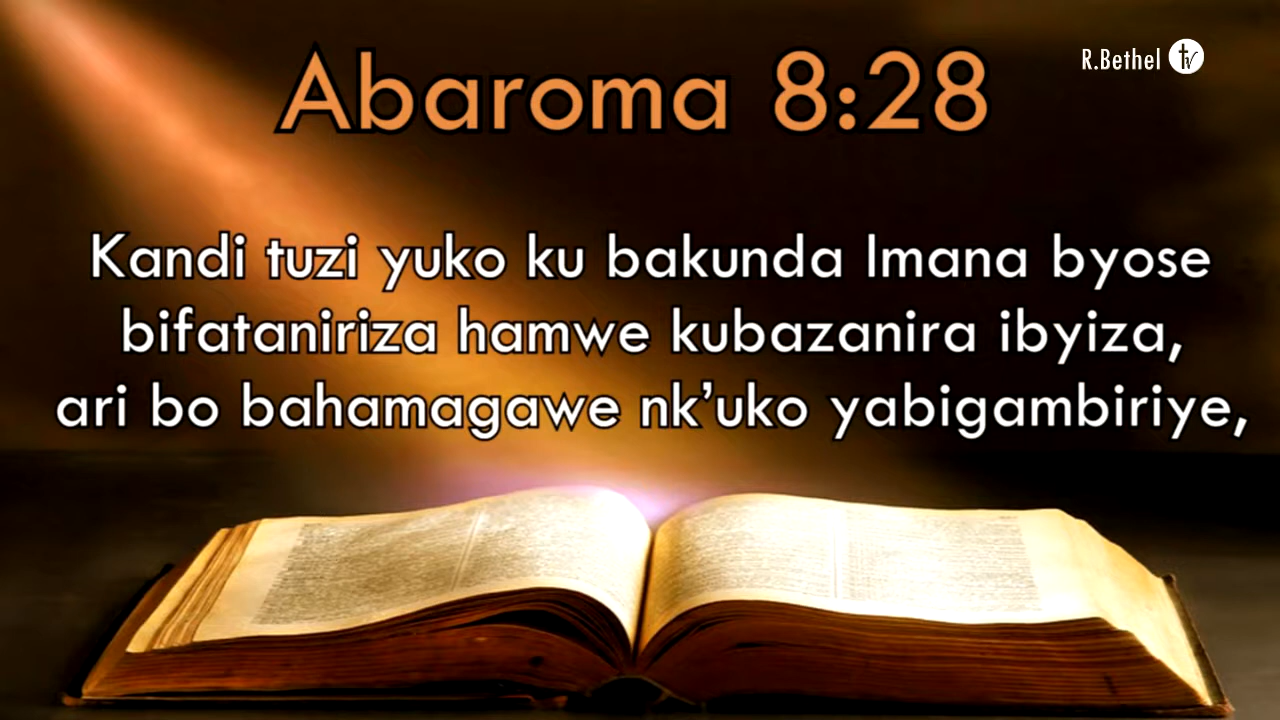 R.Bethel tv
Abaroma 8:28
Kandi tuzi yuko ku bakunda Imana byose
bifataniriza hamwe kubazanira ibyiza,
ari bo bahamagawe nk’uko yabigambiriye,